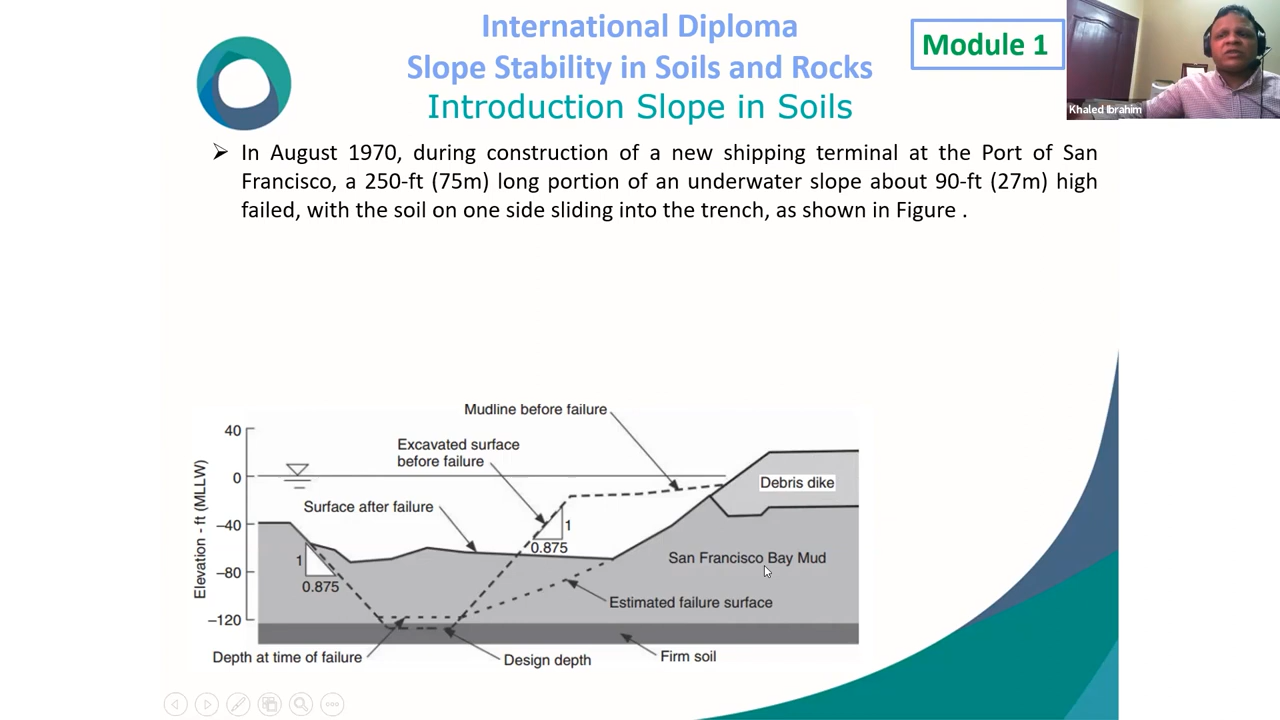 International Diploma
Slope Stability in Soils and Rocks
Introduction Slope in Soils
Module 1
Khaled Ibrahim
➢ In August 1970, during construction of a new shipping terminal at the Port of San
Francisco, a 250-ft (75m) long portion of an underwater slope about 90-ft (27m) high
failed, with the soil on one side sliding into the trench, as shown in Figure .
Mudline before failure
Excavated surface
before failure
Surface after failure
Elevation - ft (MLLW)
40
0
–40
–80
–120
1
0.875
1
0.875
Debris dike
San Francisco Bay Mud
Estimated failure surface
Depth at time of failure
Design depth
Firm soil